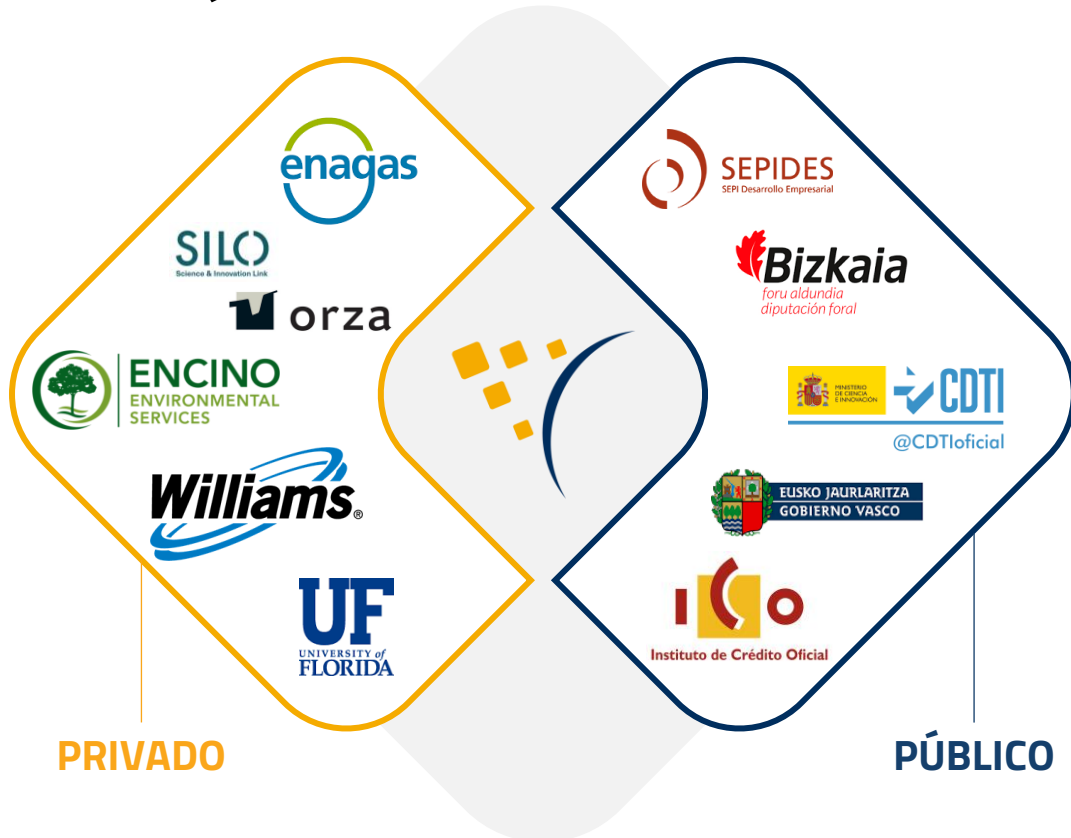 enagas
SILO
Science & Innovation Link
orza
ENCINO
ENVIRONMENTAL
SERVICES
Williams®
UF
UNIVERSITY of
FLORIDA
PRIVADO
SEPIDES
SEPI Desarrollo Empresarial
Bizkaia
foru aldundia
diputación foral
MINISTERIO
DE CIENCIA
E INNOVACIÓN
CDTI
@CDTIoficial
EUSKO JAURLARITZA
GOBIERNO VASCO
ICO
Instituto de Crédito Oficial
PÚBLICO